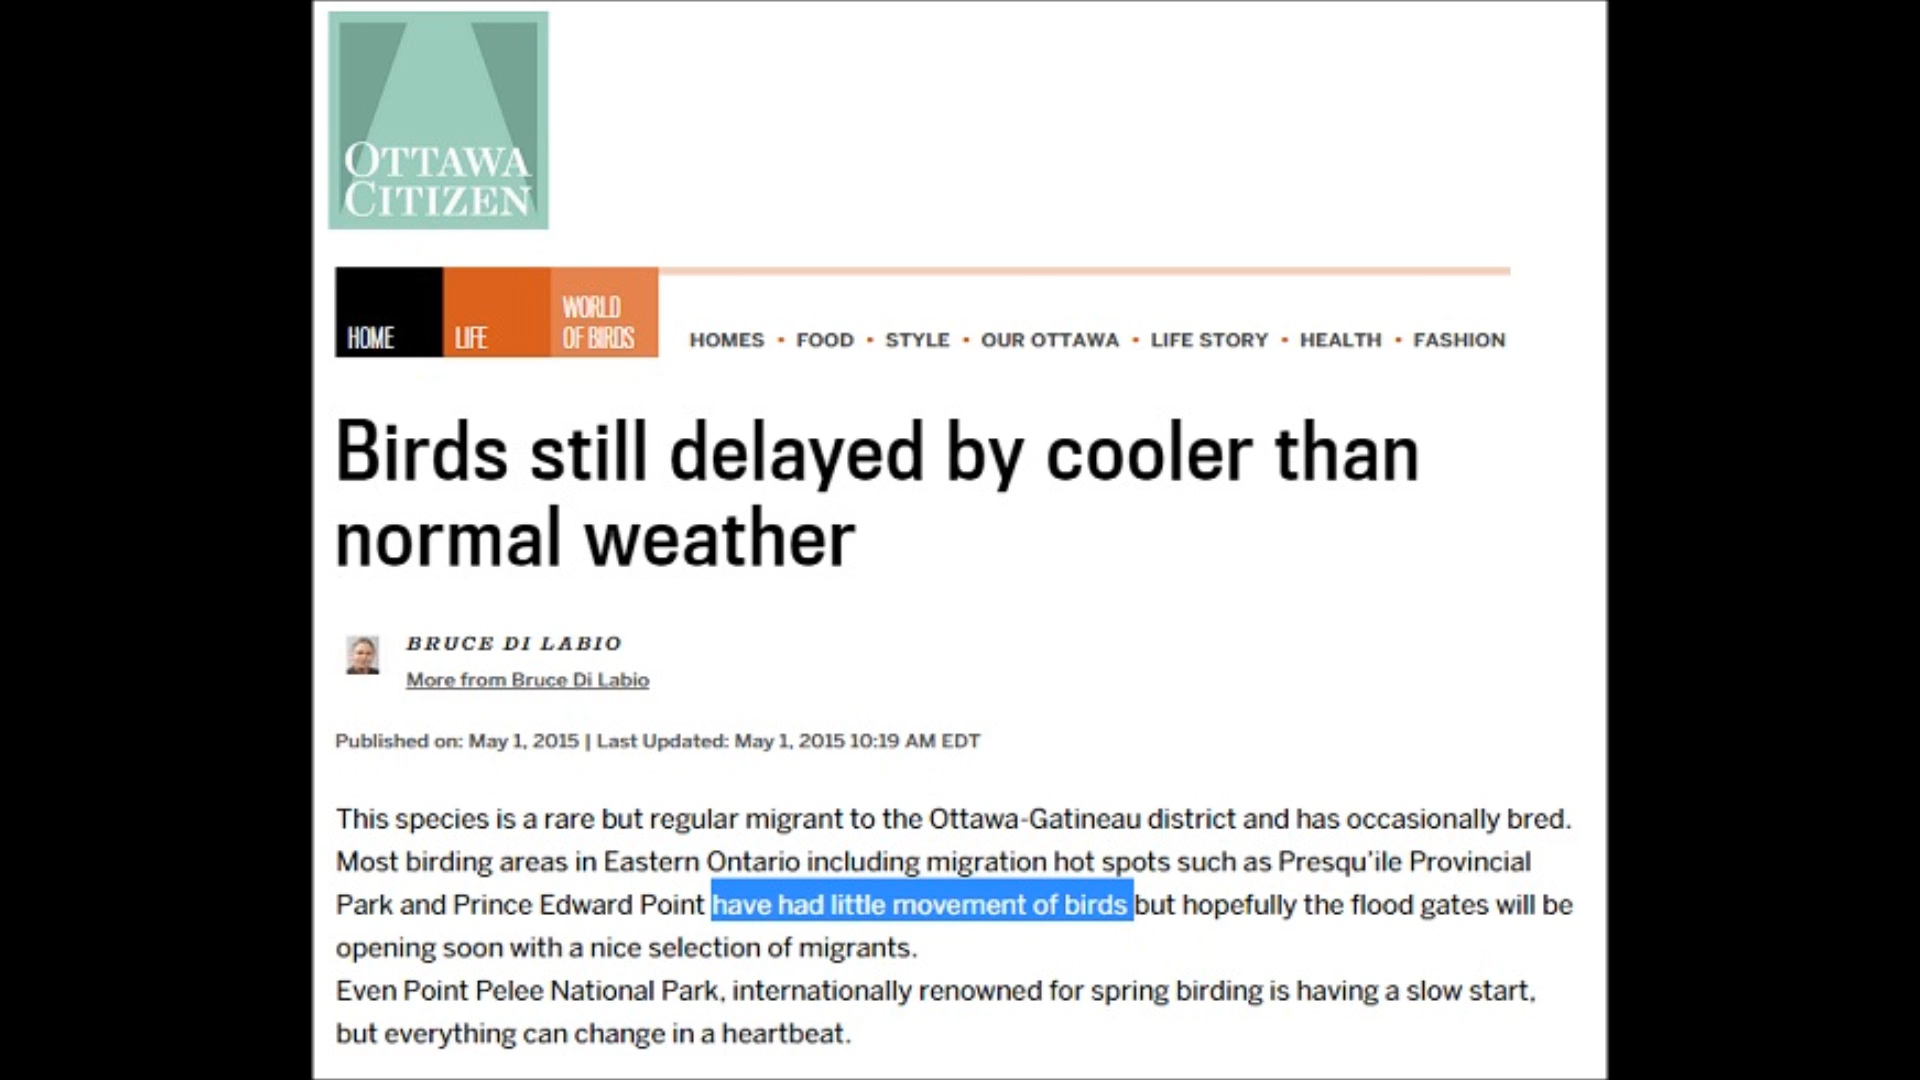 OTTAWA
CITIZEN
HOME
LIFE
WORLD
OF BIRDS
HOMES • FOOD • STYLE • OUR OTTAWA • LIFE STORY • HEALTH • FASHION
Birds still delayed by cooler than
normal weather
BRUCE DI LABIO
More from Bruce Di Labio
Published on: May 1, 2015 | Last Updated: May 1, 2015 10:19 AM EDT
This species is a rare but regular migrant to the Ottawa-Gatineau district and has occasionally bred.
Most birding areas in Eastern Ontario including migration hot spots such as Presqu'ile Provincial
Park and Prince Edward Point have had little movement of birds but hopefully the flood gates will be
opening soon with a nice selection of migrants.
Even Point Pelee National Park, internationally renowned for spring birding is having a slow start,
but everything can change in a heartbeat.